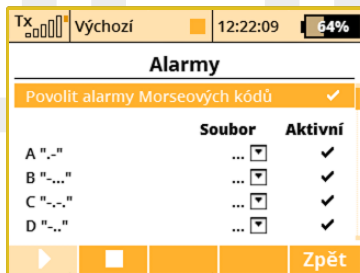 Tx Výchozí 12:22:09 64%
Alarmy
Povolit alarmy Morseových kódů
Soubor Aktivní
A ".-" ...
B "-..." ...
C "-.-." ...
D "-.." ...
Zpět